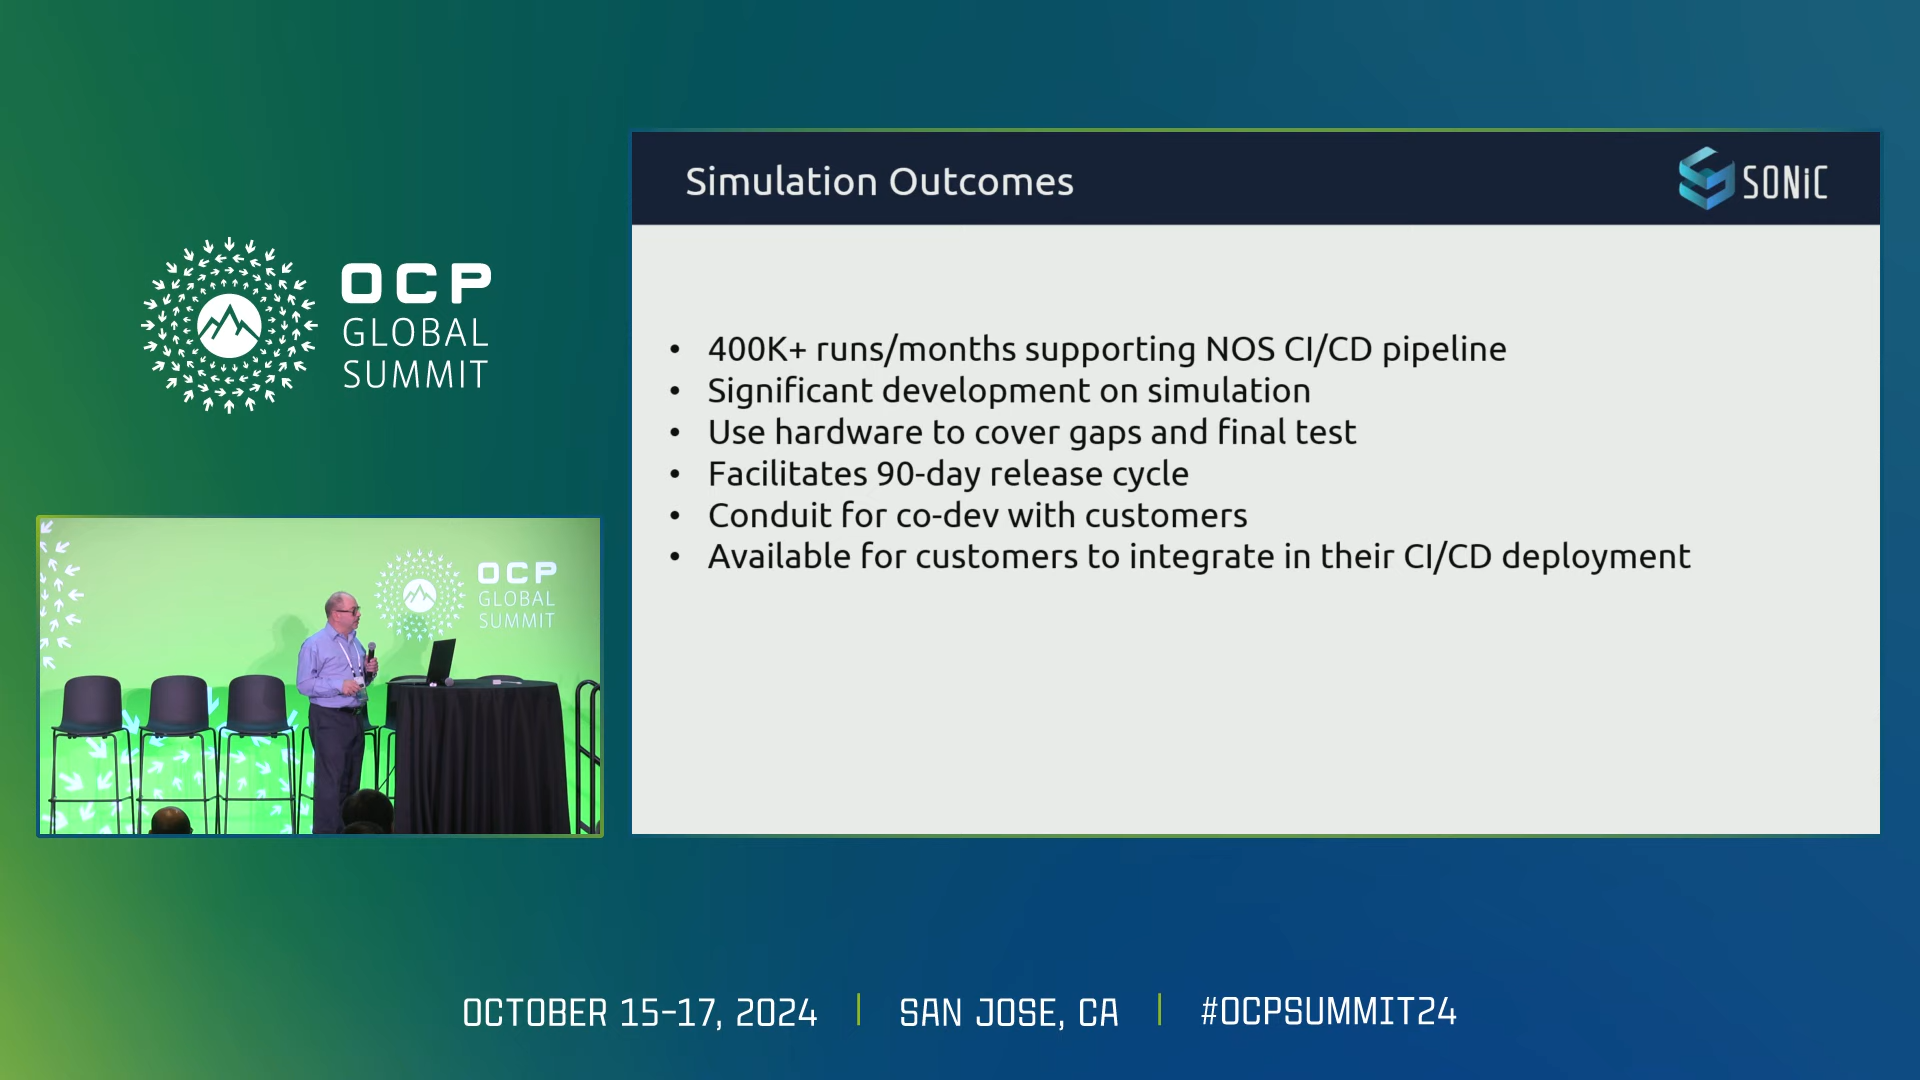 OCP
GLOBAL
SUMMIT
Simulation Outcomes
SONiC
• 400K+ runs/months supporting NOS CI/CD pipeline
• Significant development on simulation
• Use hardware to cover gaps and final test
• Facilitates 90-day release cycle
• Conduit for co-dev with customers
• Available for customers to integrate in their CI/CD deployment
OCP
GLOBAL
SUMMIT
OCTOBER 15-17, 2024 | SAN JOSE, CA | #OCPSUMMIT24